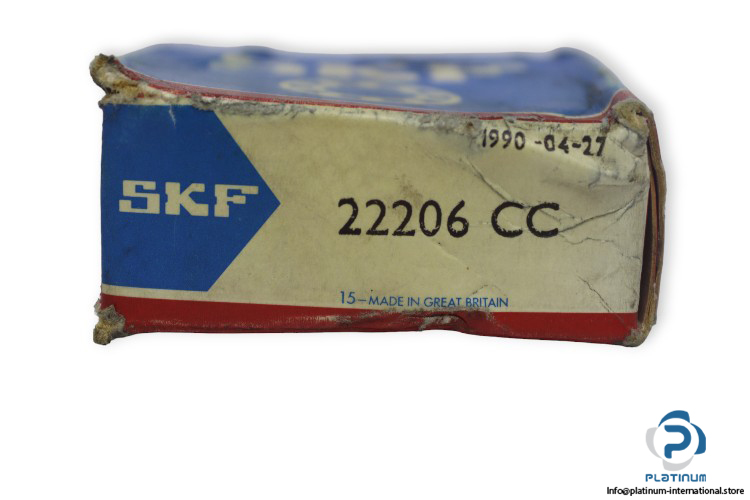 1990-04-27
SKF
22206 CC
15-MADE IN GREAT BRITAIN
PLATINUM
Info@platinum-international.store